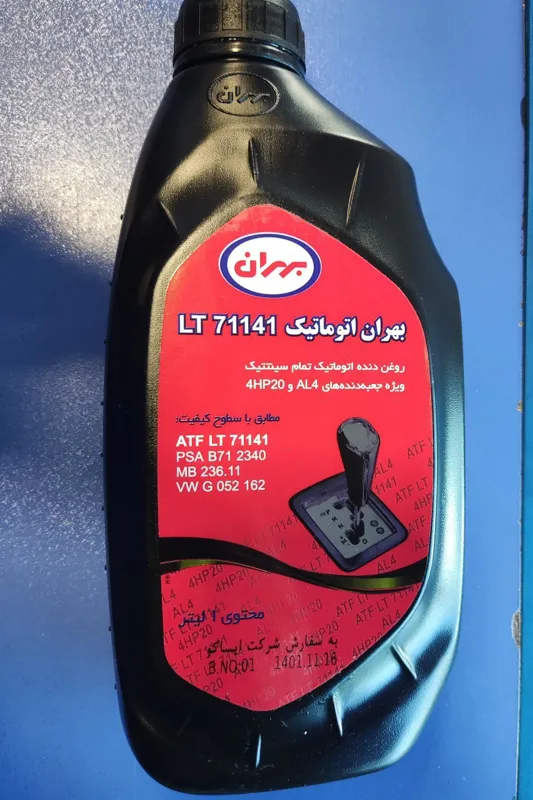 بهران
بهران
بهران اتوماتیک LT 71141
روغن دنده اتوماتیک تمام سینتتیک
ویژه جعبه‌دنده‌های AL4 و 4HP20
مطابق با سطوح کیفیت:
ATF LT 71141
PSA B71 2340
MB 236.11
VW G 052 162
محتوی ۱ لیتر
به سفارش شرکت ایساکو
B.NO:01 1401.11.16